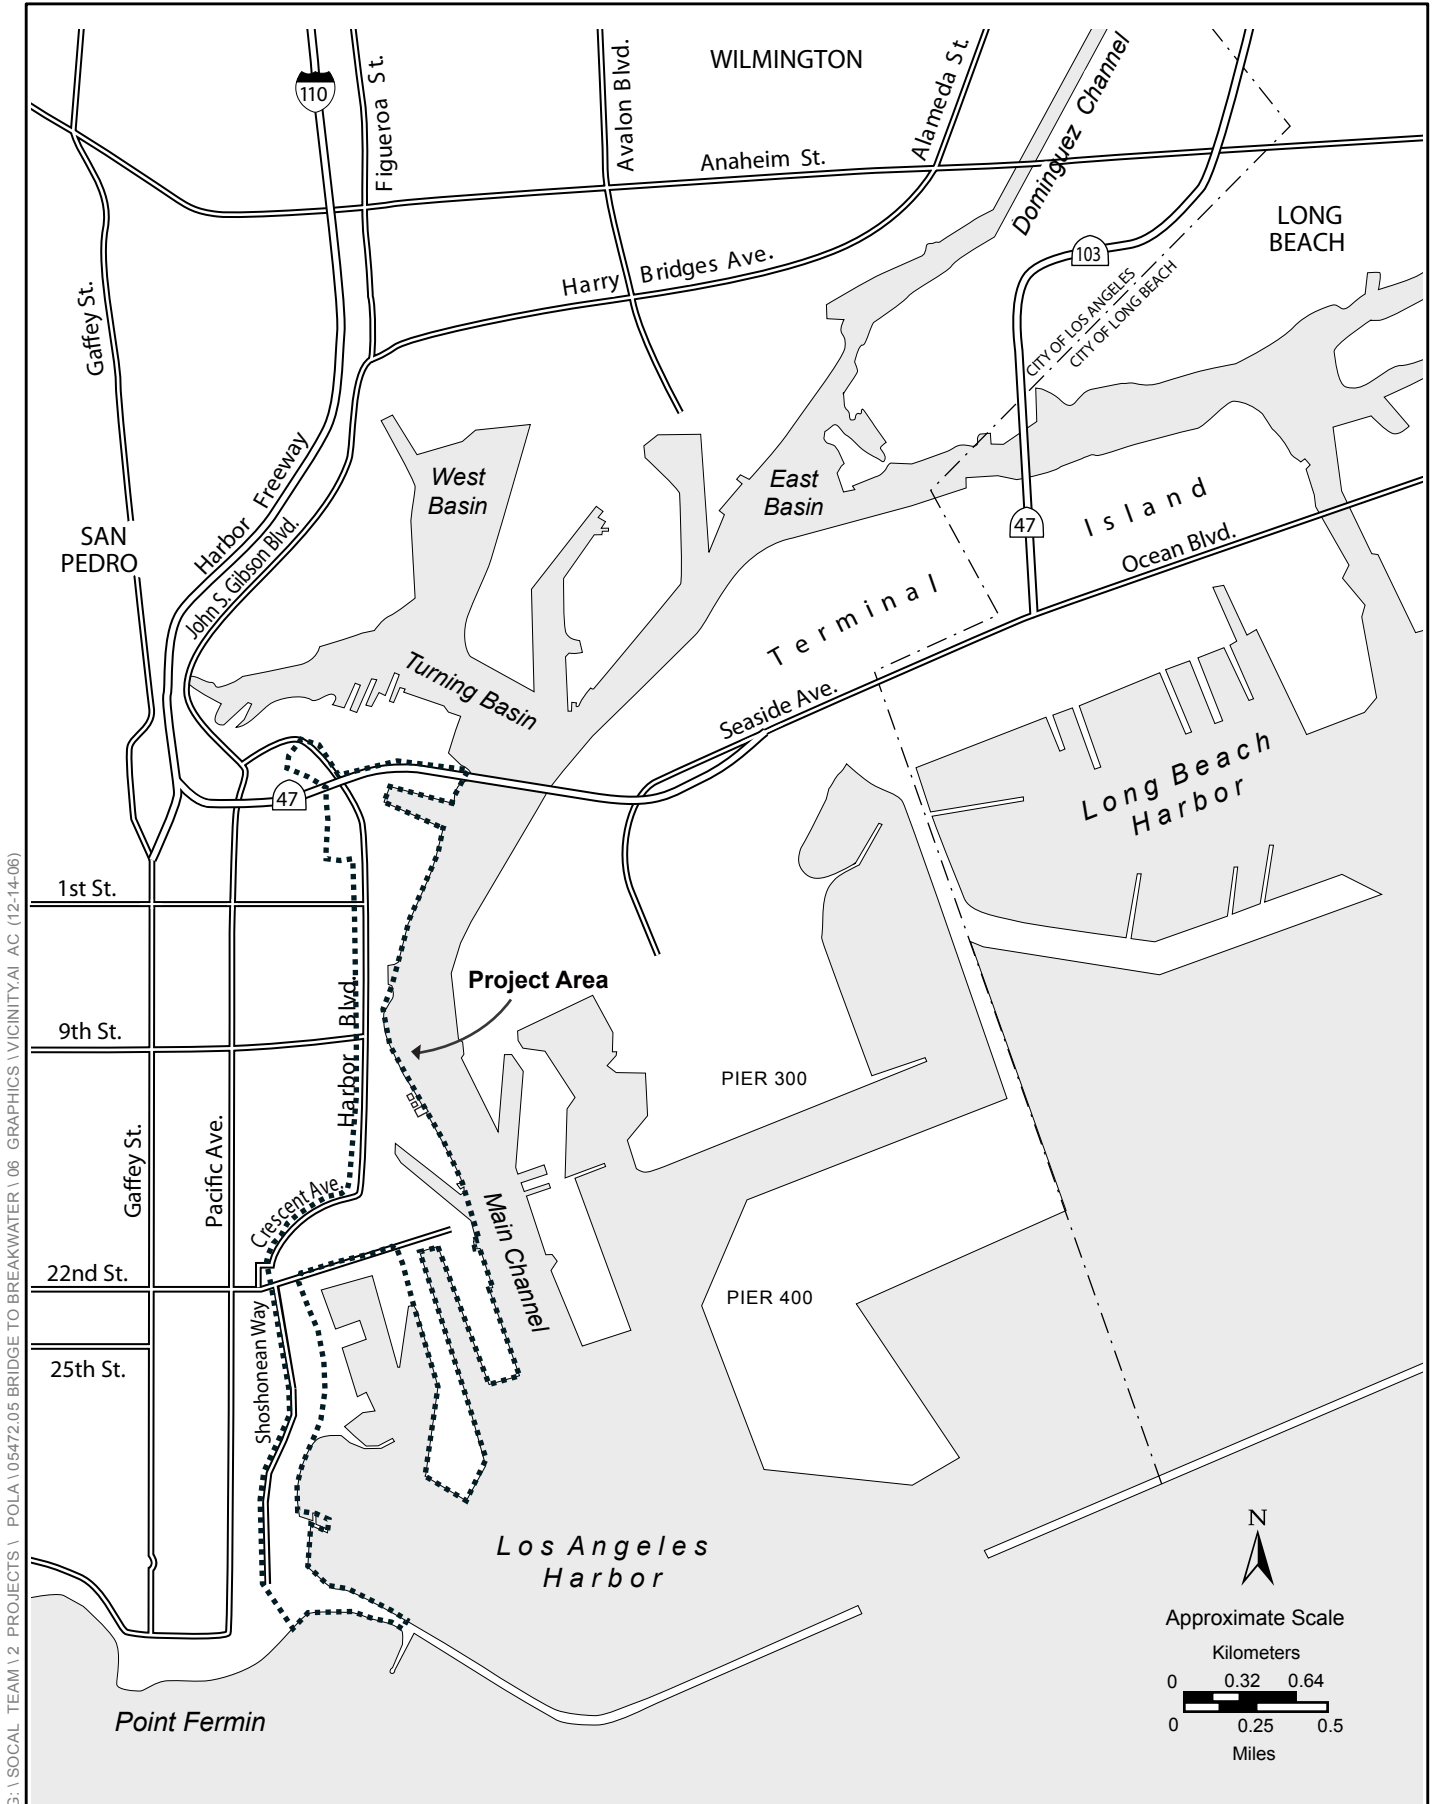 WILMINGTON
110
Figueroa St.
Avalon Blvd.
Alameda St.
Dominguez Channel
Anaheim St.
LONG
BEACH
103
Harry Bridges Ave.
Gaffey St.
CITY OF LOS ANGELES
CITY OF LONG BEACH
Harbor Freeway
John S. Gibson Blvd.
West
Basin
East
Basin
SAN
PEDRO
47
Island
Ocean Blvd.
Terminal
Turning Basin
Seaside Ave.
Long Beach
Harbor
47
1st St.
Project Area
9th St.
Harbor Blvd.
PIER 300
Gaffey St.
Pacific Ave.
Crescent Ave.
Main Channel
22nd St.
PIER 400
Shoshonean Way
25th St.
Los Angeles
Harbor
N
Approximate Scale
Kilometers
0 0.32 0.64
0 0.25 0.5
Miles
Point Fermin
G: \ SOCAL TEAM \ 2 PROJECTS \ POLA \ 05472.05 BRIDGE TO BREAKWATER \ 06 GRAPHICS \ VICINITY.AI AC (12-14-06)